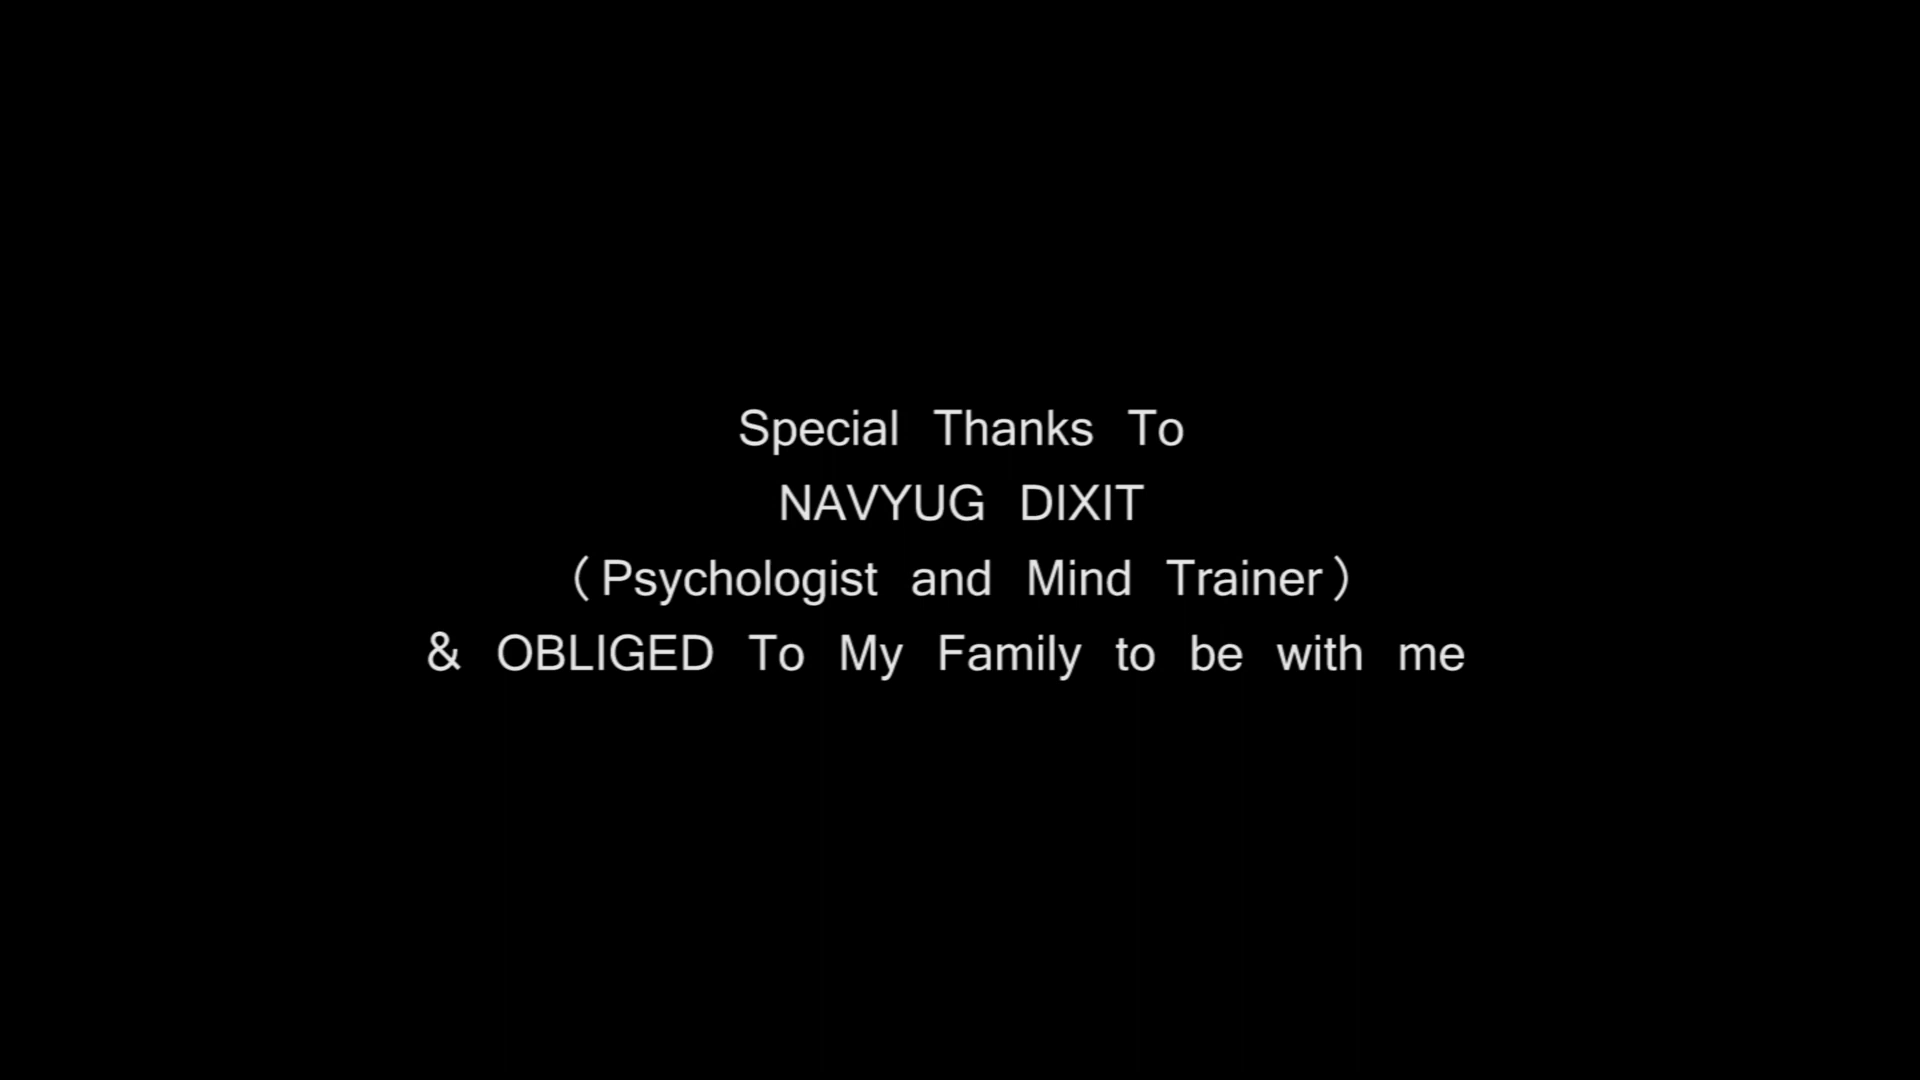 Special Thanks To
NAVYUG DIXIT
(Psychologist and Mind Trainer)
& OBLIGED To My Family to be with me